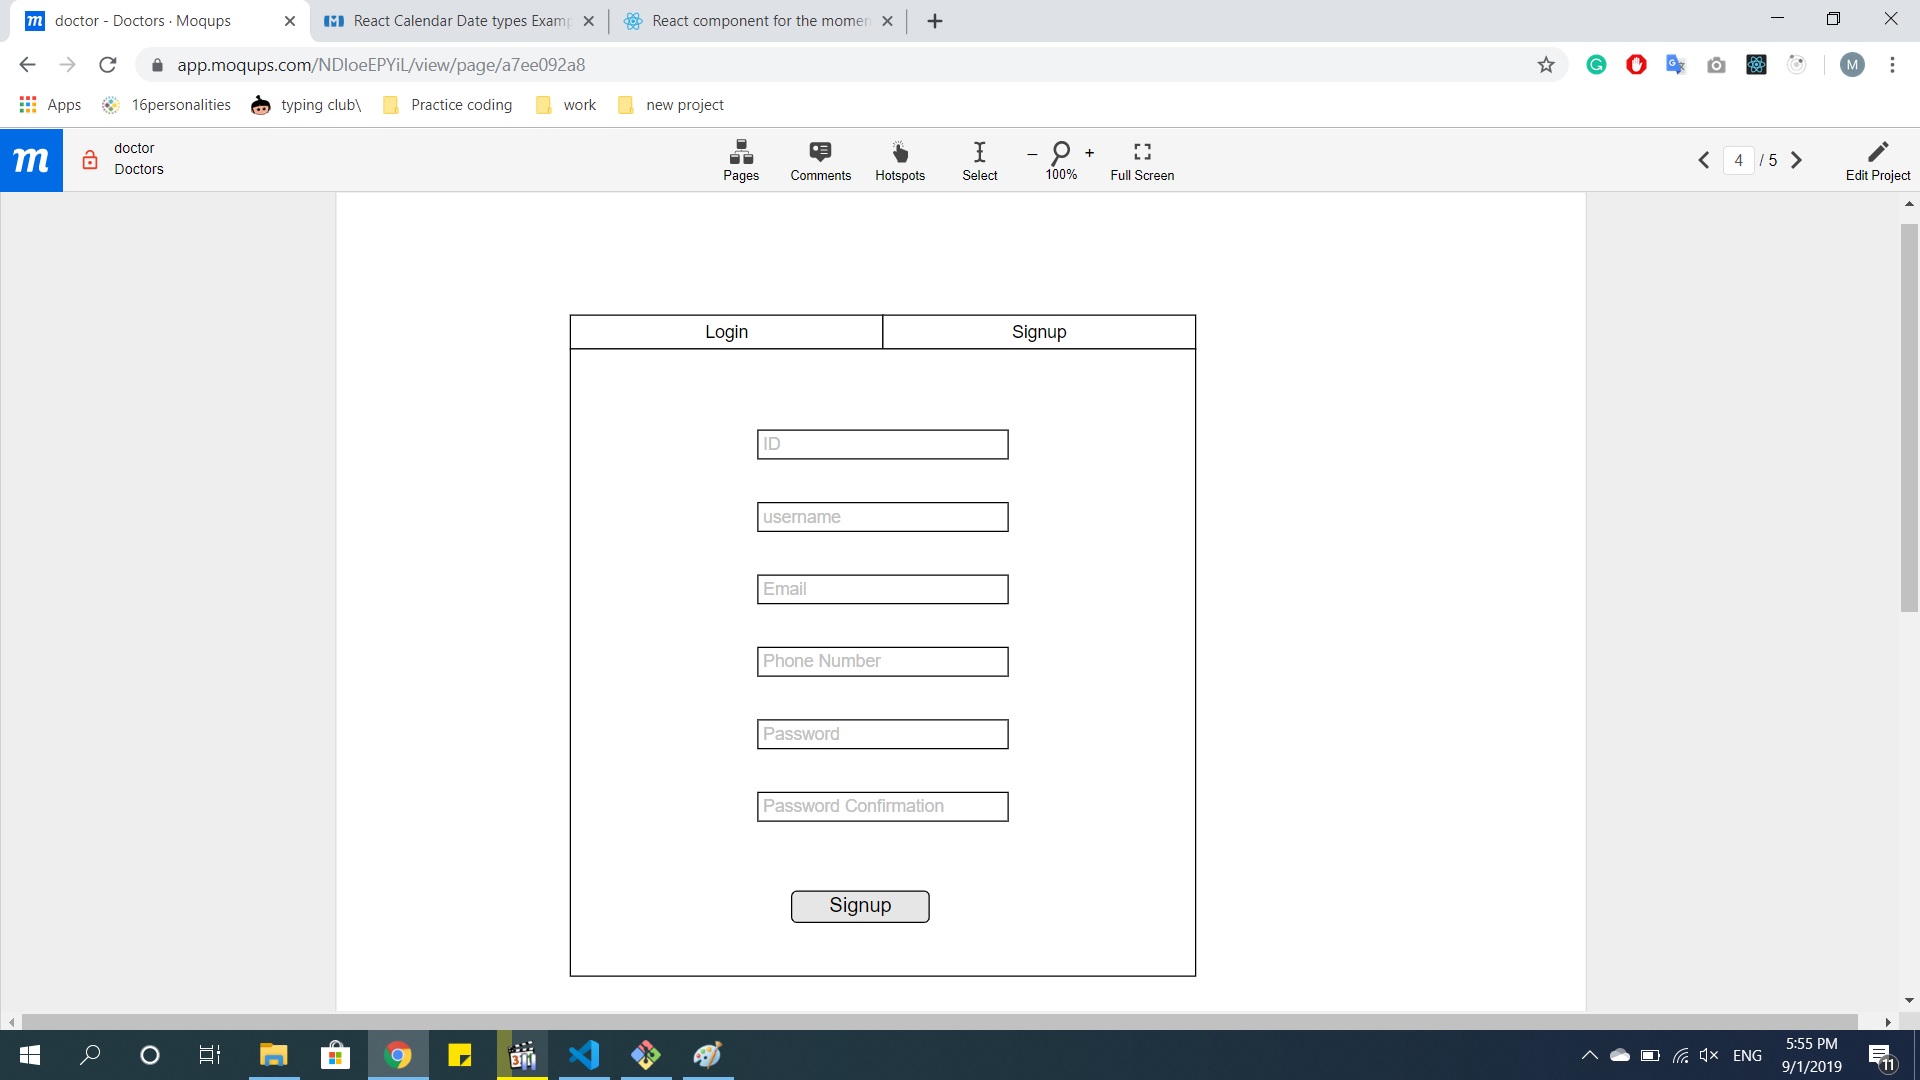 doctor - Doctors · Moqups
React Calendar Date types Examp
React component for the momen
app.moqups.com/NDIoeEPYiL/view/page/a7ee092a8
M
Apps
16personalities
typing club\
Practice coding
work
new project
m
doctor
Doctors
Pages
Comments
Hotspots
Select
– 100% +
Full Screen
4 / 5
Edit Project
Login
Signup
ID
username
Email
Phone Number
Password
Password Confirmation
Signup
ENG
5:55 PM
9/1/2019
11